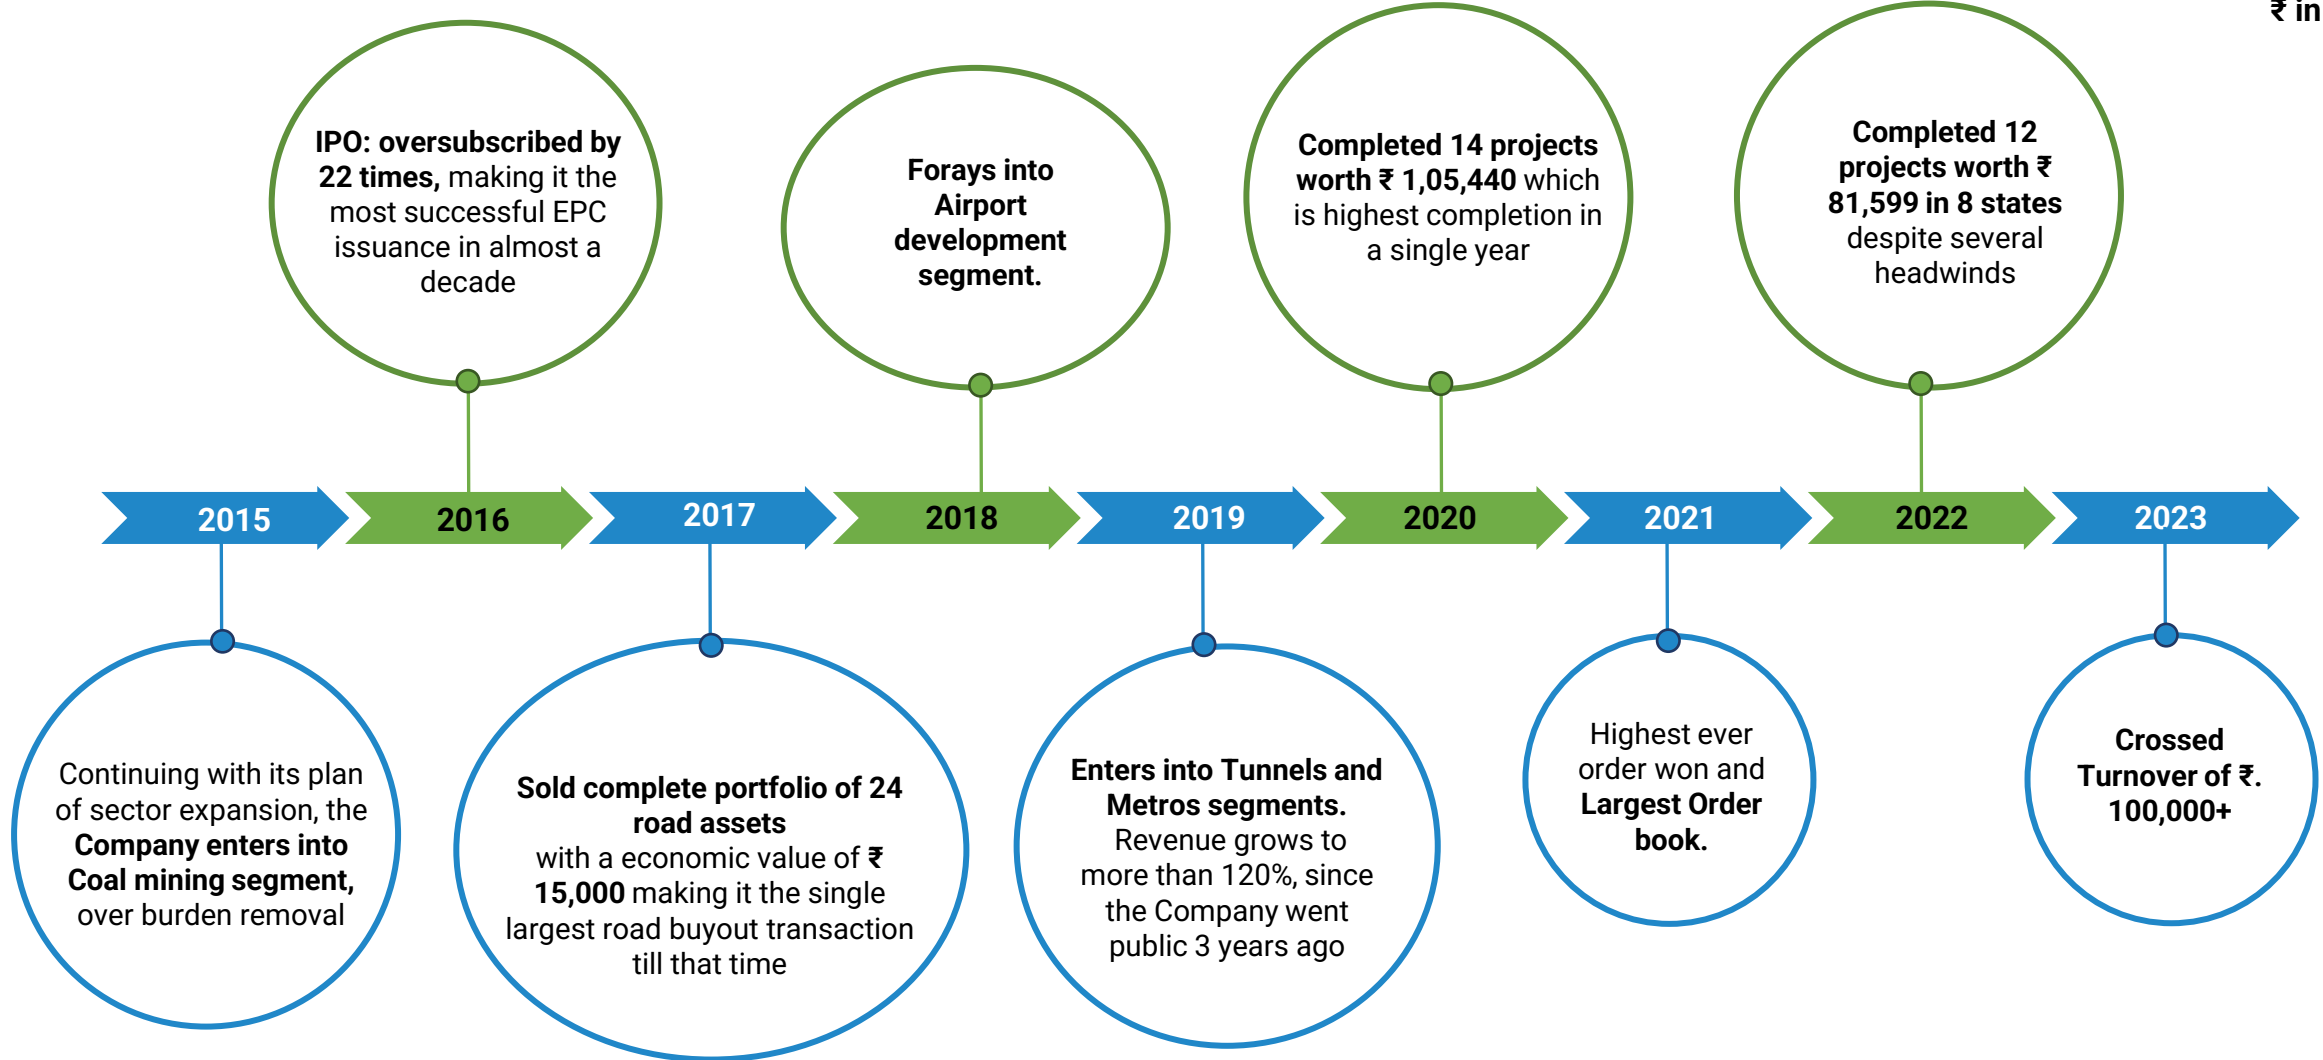 ₹ in
IPO: oversubscribed by
22 times, making it the
most successful EPC
issuance in almost a
decade
Forays into
Airport
development
segment.
Completed 14 projects
worth ₹ 1,05,440 which
is highest completion in
a single year
Completed 12
projects worth ₹
81,599 in 8 states
despite several
headwinds
2015
2016
2017
2018
2019
2020
2021
2022
2023
Continuing with its plan
of sector expansion, the
Company enters into
Coal mining segment,
over burden removal
Sold complete portfolio of 24
road assets
with a economic value of ₹
15,000 making it the single
largest road buyout transaction
till that time
Enters into Tunnels and
Metros segments.
Revenue grows to
more than 120%, since
the Company went
public 3 years ago
Highest ever
order won and
Largest Order
book.
Crossed
Turnover of ₹.
100,000+